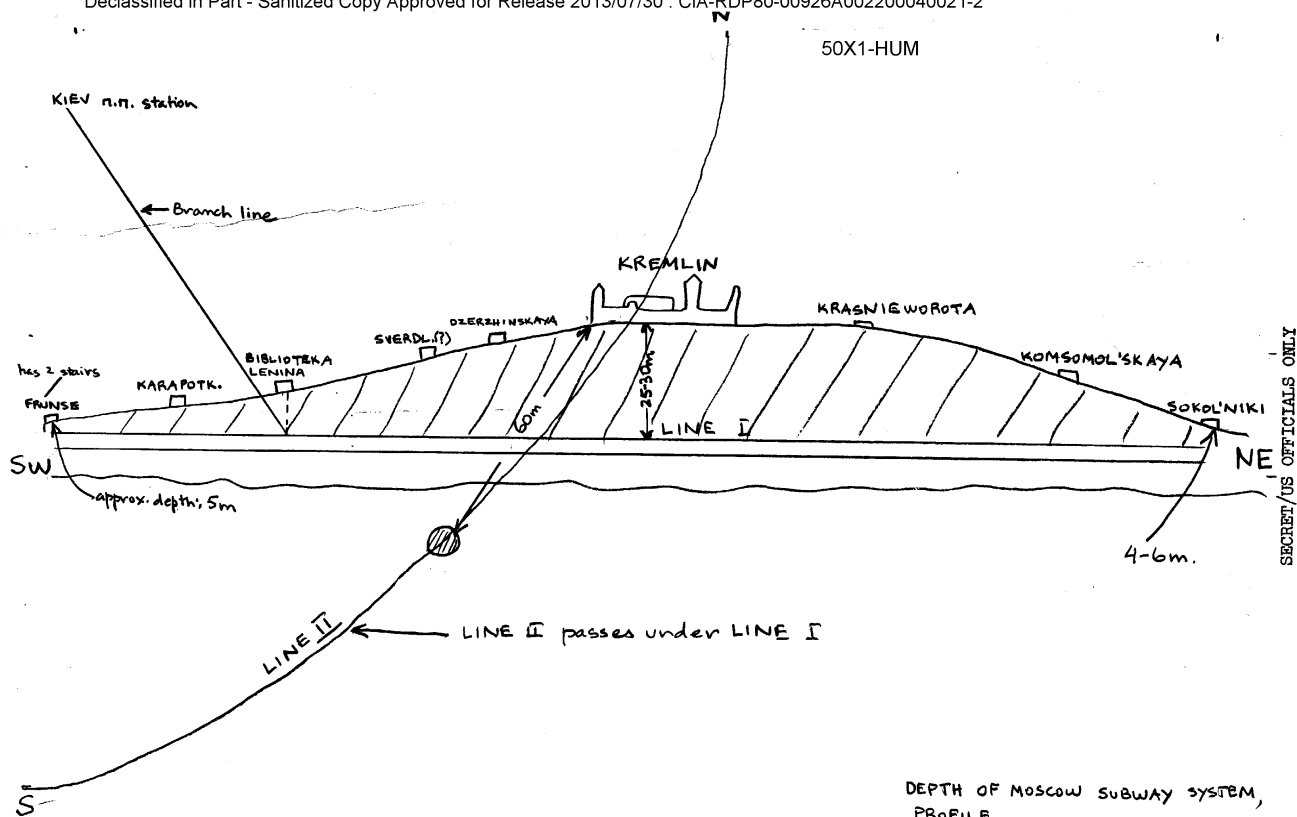 Declassified in Part - Sanitized Copy Approved for Release 2013/07/30 : CIA-RDP80-00926A002200040021-2
N
50X1-HUM
KIEV r.r. station
Branch line
KREMLIN
KRASNIEWOROTA
DZERZHINSKAYA
SVERDL.(?)
BIBLIOTEKA
LENINA
KOMSOMOL'SKAYA
has 2 stairs
KARAPOTK.
FRUNSE
SOKOL'NIKI
60m
25-30m
LINE I
SW
NE
approx. depth; 5m
4-6m.
SECRET/US OFFICIALS ONLY
LINE II
LINE II passes under LINE I
S
DEPTH OF MOSCOW SUBWAY SYSTEM,
PROFILE